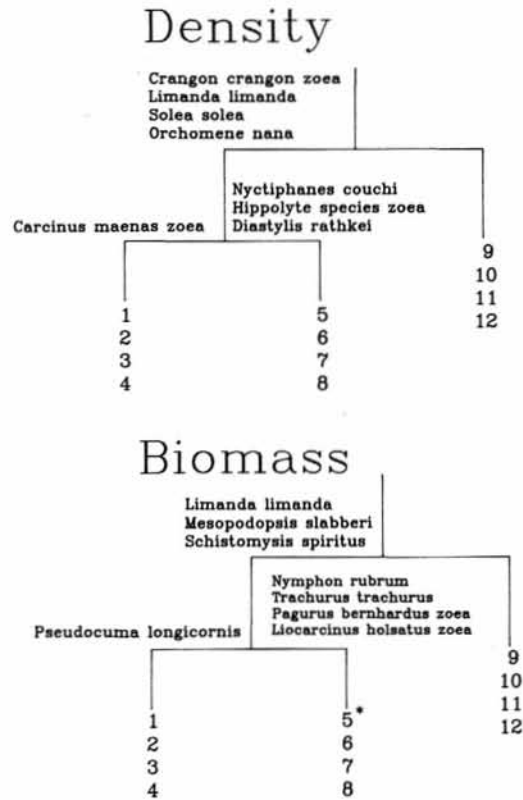 Density
Crangon crangon zoea
Limanda limanda
Solea solea
Orchomene nana
Nyctiphanes couchi
Hippolyte species zoea
Carcinus maenas zoea
Diastylis rathkei
9
10
11
12
1
2
3
4
5
6
7
8
Biomass
Limanda limanda
Mesopodopsis slabberi
Schistomysis spiritus
Nymphon rubrum
Trachurus trachurus
Pagurus bernhardus zoea
Pseudocuma longicornis
Liocarcinus holsatus zoea
9
10
11
12
1
2
3
4
5*
6
7
8